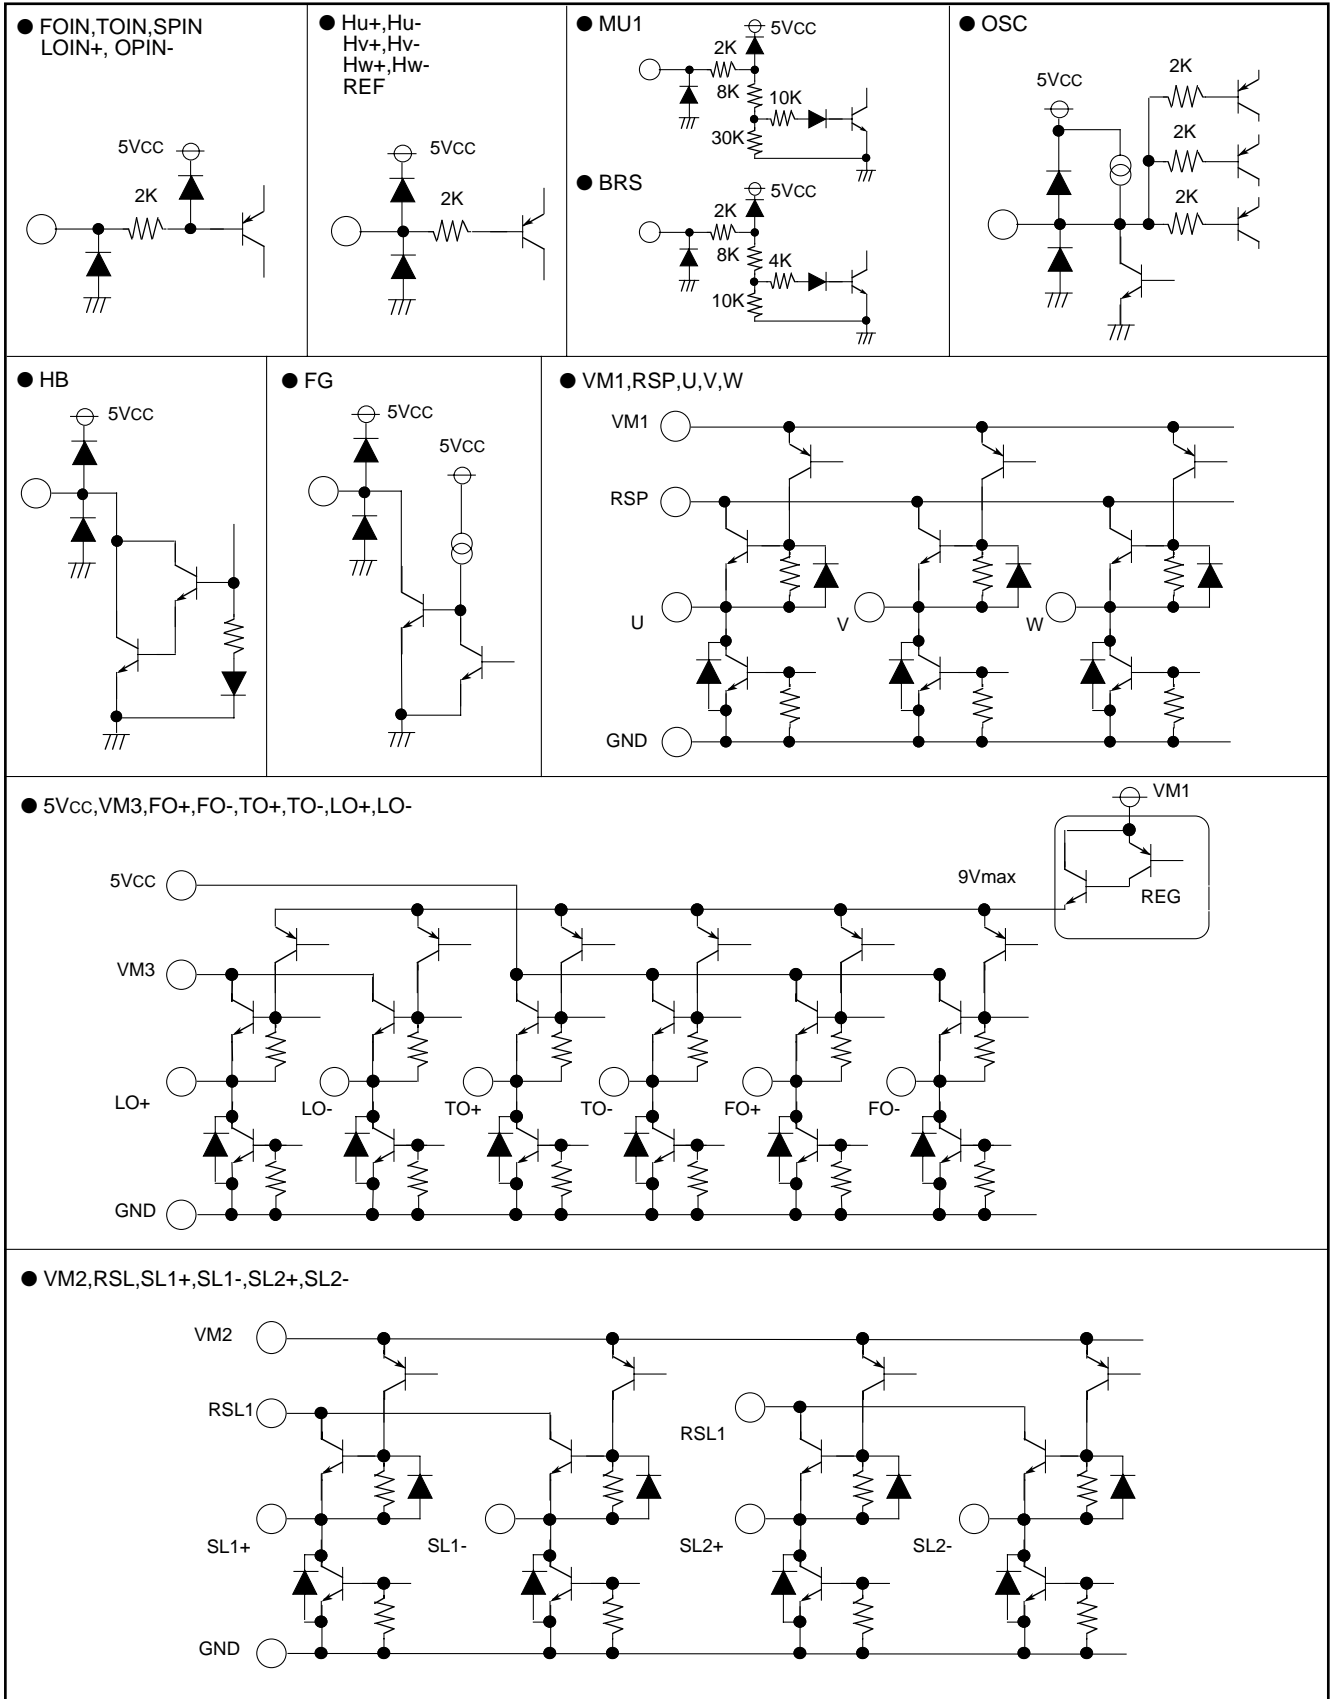 ● FOIN,TOIN,SPIN
LOIN+, OPIN-
5VCC
2K
● Hu+,Hu-
Hv+,Hv-
Hw+,Hw-
REF
5VCC
2K
● MU1
5VCC
2K
8K
10K
30K
● BRS
5VCC
2K
8K
4K
10K
● OSC
5VCC
2K
2K
2K
● HB
5VCC
● FG
5VCC
5VCC
● VM1,RSP,U,V,W
VM1
RSP
U
V
W
GND
● 5VCC,VM3,FO+,FO-,TO+,TO-,LO+,LO-
VM1
5VCC
9Vmax
REG
VM3
LO+
LO-
TO+
TO-
FO+
FO-
GND
● VM2,RSL,SL1+,SL1-,SL2+,SL2-
VM2
RSL1
RSL1
SL1+
SL1-
SL2+
SL2-
GND